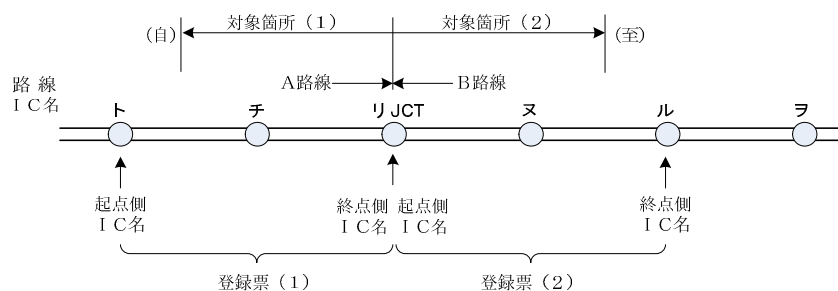 対象箇所(1) 対象箇所(2)
(自) (至)
A路線 B路線
路線
IC名
ト チ リJCT ヌ ル ヲ
起点側
IC名
終点側
IC名
起点側
IC名
終点側
IC名
登録票(1) 登録票(2)